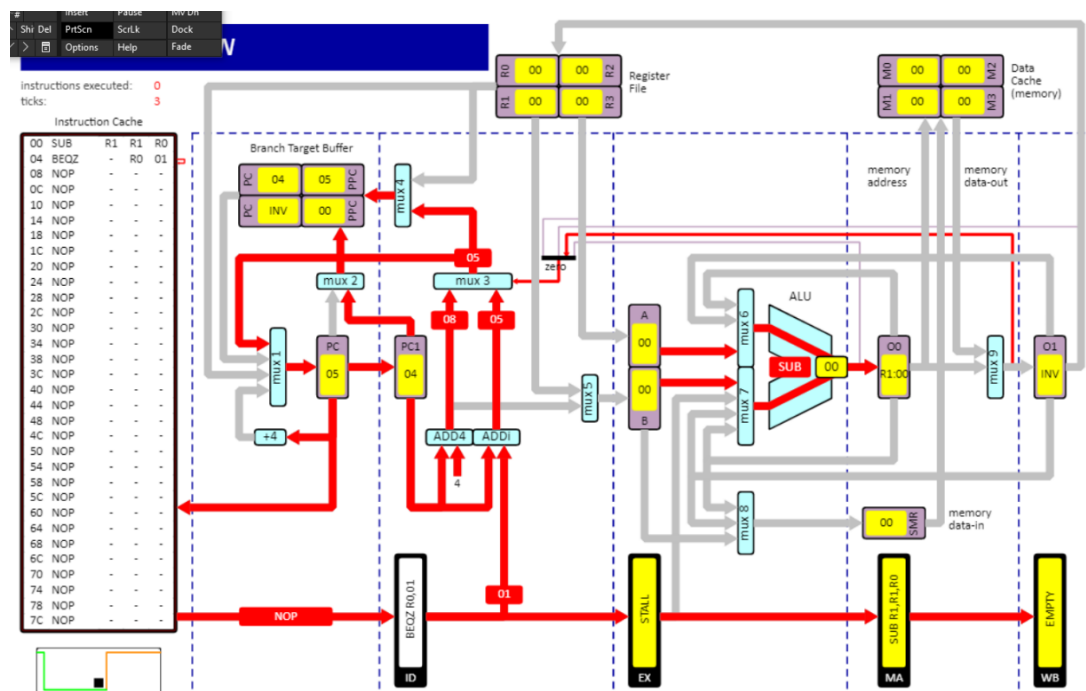 #
Insert Pause Mv Dn
Shi Del PrtScn ScrLk Dock
Options Help Fade
W
instructions executed: 0
ticks: 3
Instruction Cache
00 SUB R1 R1 R0
04 BEQZ - R0 01
08 NOP - - -
0C NOP - - -
10 NOP - - -
14 NOP - - -
18 NOP - - -
1C NOP - - -
20 NOP - - -
24 NOP - - -
28 NOP - - -
2C NOP - - -
30 NOP - - -
34 NOP - - -
38 NOP - - -
3C NOP - - -
40 NOP - - -
44 NOP - - -
48 NOP - - -
4C NOP - - -
50 NOP - - -
54 NOP - - -
58 NOP - - -
5C NOP - - -
60 NOP - - -
64 NOP - - -
68 NOP - - -
6C NOP - - -
70 NOP - - -
74 NOP - - -
78 NOP - - -
7C NOP - - -
Branch Target Buffer
PC 04 05 PPC
PC INV 00 PPC
mux 4
R0 00 00 R2
R1 00 00 R3
Register
File
M0 00 00 M2
M1 00 00 M3
Data
Cache
(memory)
memory
address
memory
data-out
05
zero
mux 2
mux 3
08 05
mux 1
PC
05
PC1
04
+4
ADD4 ADDi
4
mux 5
A
00
00
B
mux 6
mux 7
ALU
SUB
00
O0
R1:00
mux 9
O1
INV
mux 8
00 SMR
memory
data-in
01
NOP
BEQZ R0,01
ID
STALL
EX
SUB R1,R1,R0
MA
EMPTY
WB